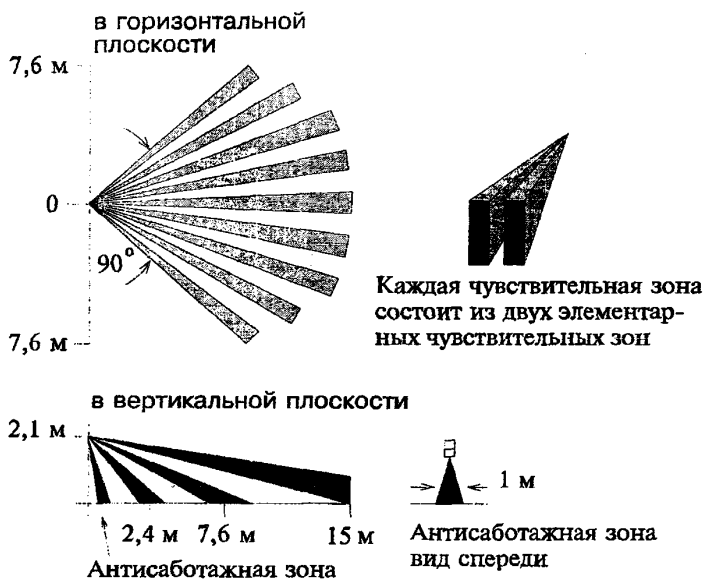 в горизонтальной
плоскости
7,6 м
0
90°
7,6 м
Каждая чувствительная зона
состоит из двух элементар-
ных чувствительных зон
в вертикальной плоскости
2,1 м
2,4 м 7,6 м 15 м
Антисаботажная зона
1 м
Антисаботажная зона
вид спереди